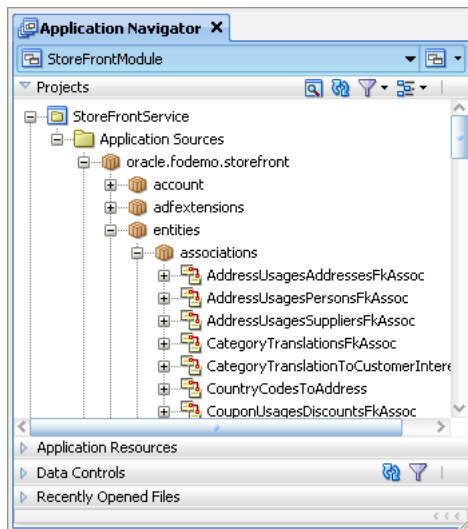 Application Navigator
StoreFrontModule
Projects
StoreFrontService
Application Sources
oracle.fodemo.storefront
account
adfextensions
entities
associations
AddressUsagesAddressesFkAssoc
AddressUsagesPersonsFkAssoc
AddressUsagesSuppliersFkAssoc
CategoryTranslationsFkAssoc
CategoryTranslationToCustomerIntere
CountryCodesToAddress
CouponUsagesDiscountsFkAssoc
Application Resources
Data Controls
Recently Opened Files